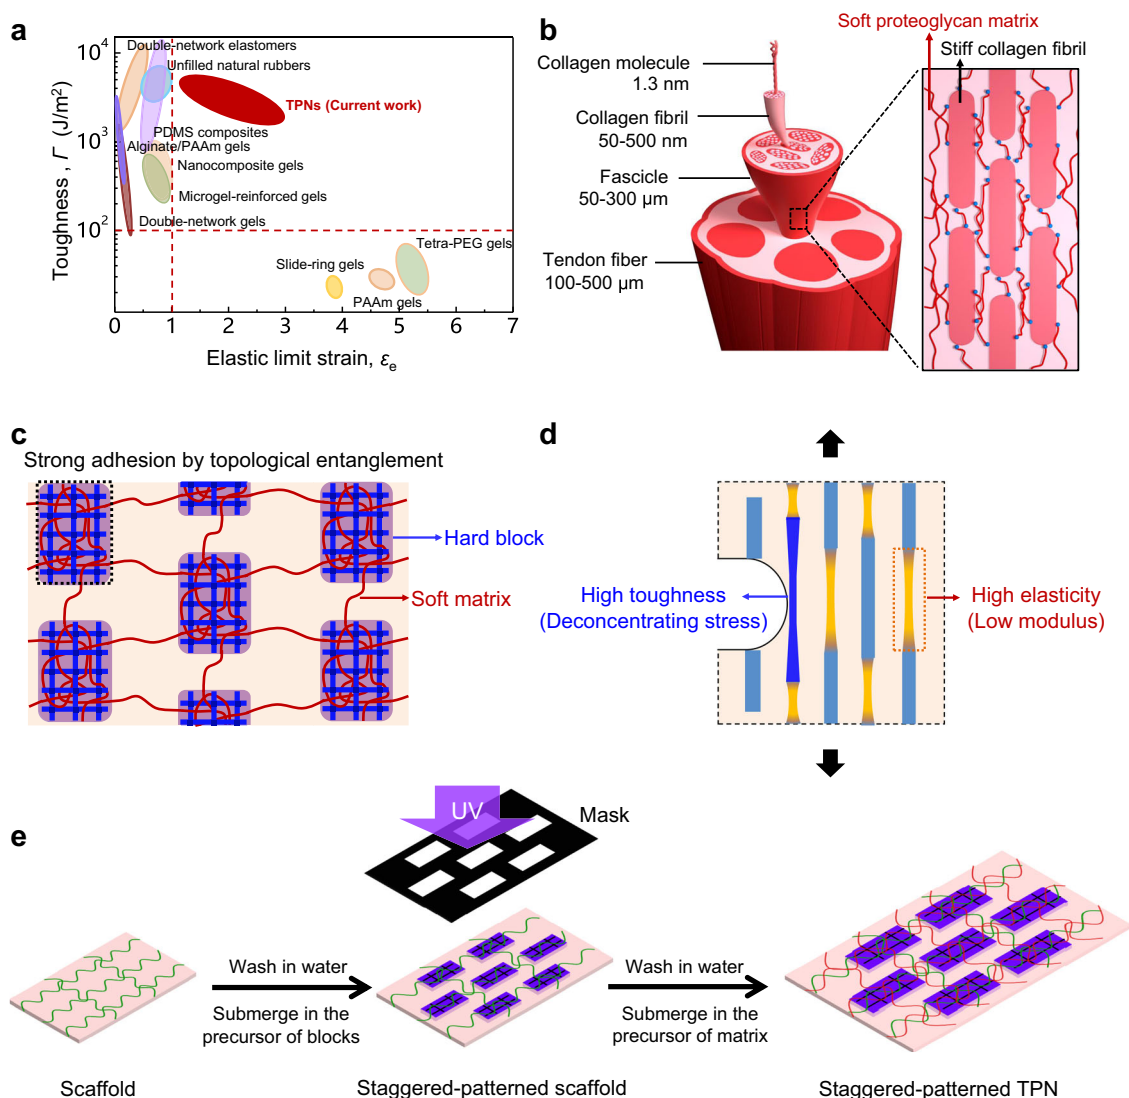 a
Toughness , Γ (J/m²)
10⁴
10³
10²
Double-network elastomers
Unfilled natural rubbers
TPNs (Current work)
PDMS composites
Alginate/PAAm gels
Nanocomposite gels
Microgel-reinforced gels
Double-network gels
Tetra-PEG gels
Slide-ring gels
PAAm gels
0 1 2 3 4 5 6 7
Elastic limit strain, εe
b
Soft proteoglycan matrix
Stiff collagen fibril
Collagen molecule
1.3 nm
Collagen fibril
50-500 nm
Fascicle
50-300 µm
Tendon fiber
100-500 µm
c
Strong adhesion by topological entanglement
Hard block
Soft matrix
d
High toughness
(Deconcentrating stress)
High elasticity
(Low modulus)
e
UV
Mask
Wash in water
Submerge in the
precursor of blocks
Wash in water
Submerge in the
precursor of matrix
Scaffold
Staggered-patterned scaffold
Staggered-patterned TPN